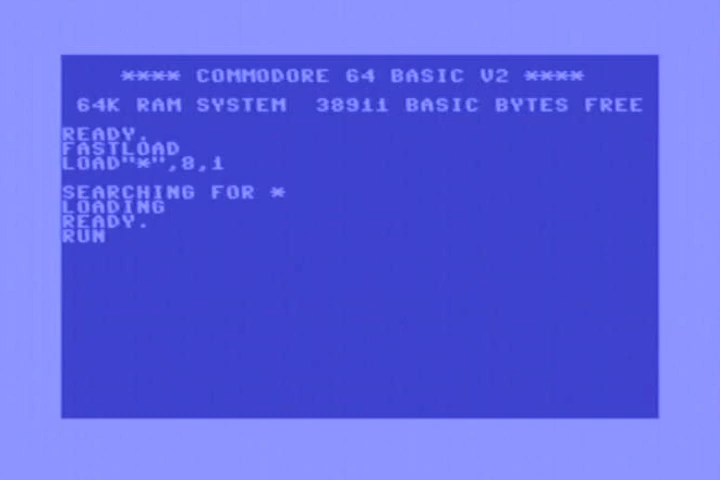 **** COMMODORE 64 BASIC V2 ****
64K RAM SYSTEM 38911 BASIC BYTES FREE
READY.
FASTLOAD
LOAD"*",8,1
SEARCHING FOR *
LOADING
READY.
RUN